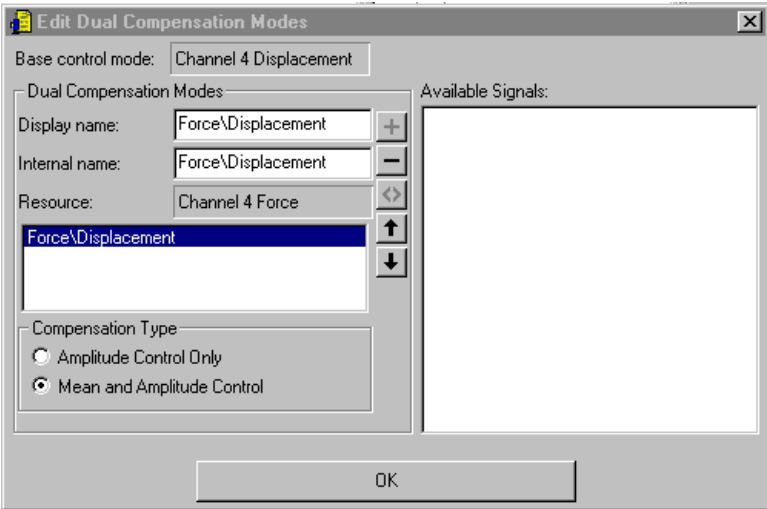 Edit Dual Compensation Modes
Base control mode: Channel 4 Displacement
Dual Compensation Modes
Display name: Force\Displacement
Internal name: Force\Displacement
Resource: Channel 4 Force
Force\Displacement
Compensation Type
Amplitude Control Only
Mean and Amplitude Control
Available Signals:
OK